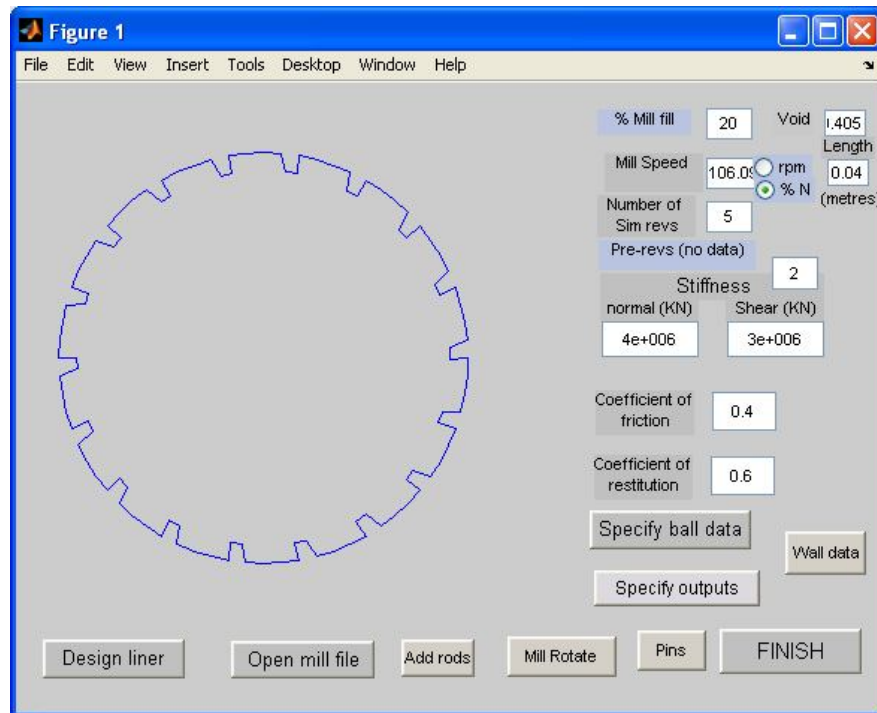 Figure 1
File Edit View Insert Tools Desktop Window Help
% Mill fill 20 Void .405
Length
Mill Speed 106.09 rpm 0.04
% N (metres)
Number of
Sim revs 5
Pre-revs (no data) 2
Stiffness
normal (KN) Shear (KN)
4e+006 3e+006
Coefficient of
friction 0.4
Coefficient of
restitution 0.6
Specify ball data
Wall data
Specify outputs
Design liner Open mill file Add rods Mill Rotate Pins FINISH